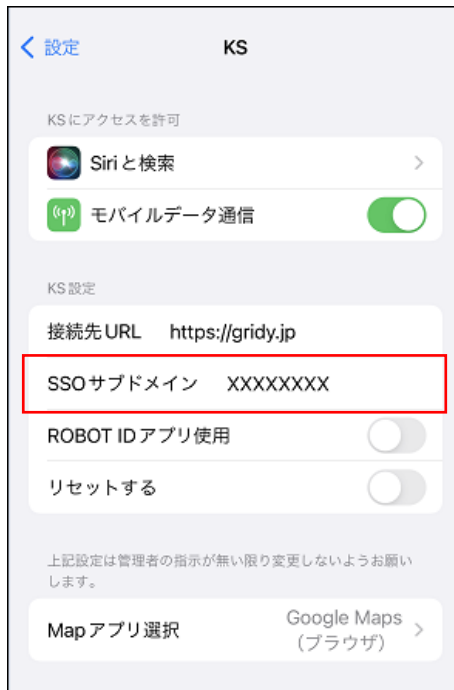 設定
KS
KSにアクセスを許可
Siriと検索
モバイルデータ通信
KS設定
接続先URL https://gridy.jp
SSOサブドメイン XXXXXXXX
ROBOT IDアプリ使用
リセットする
上記設定は管理者の指示が無い限り変更しないようお願い
します。
Mapアプリ選択 Google Maps
(ブラウザ)